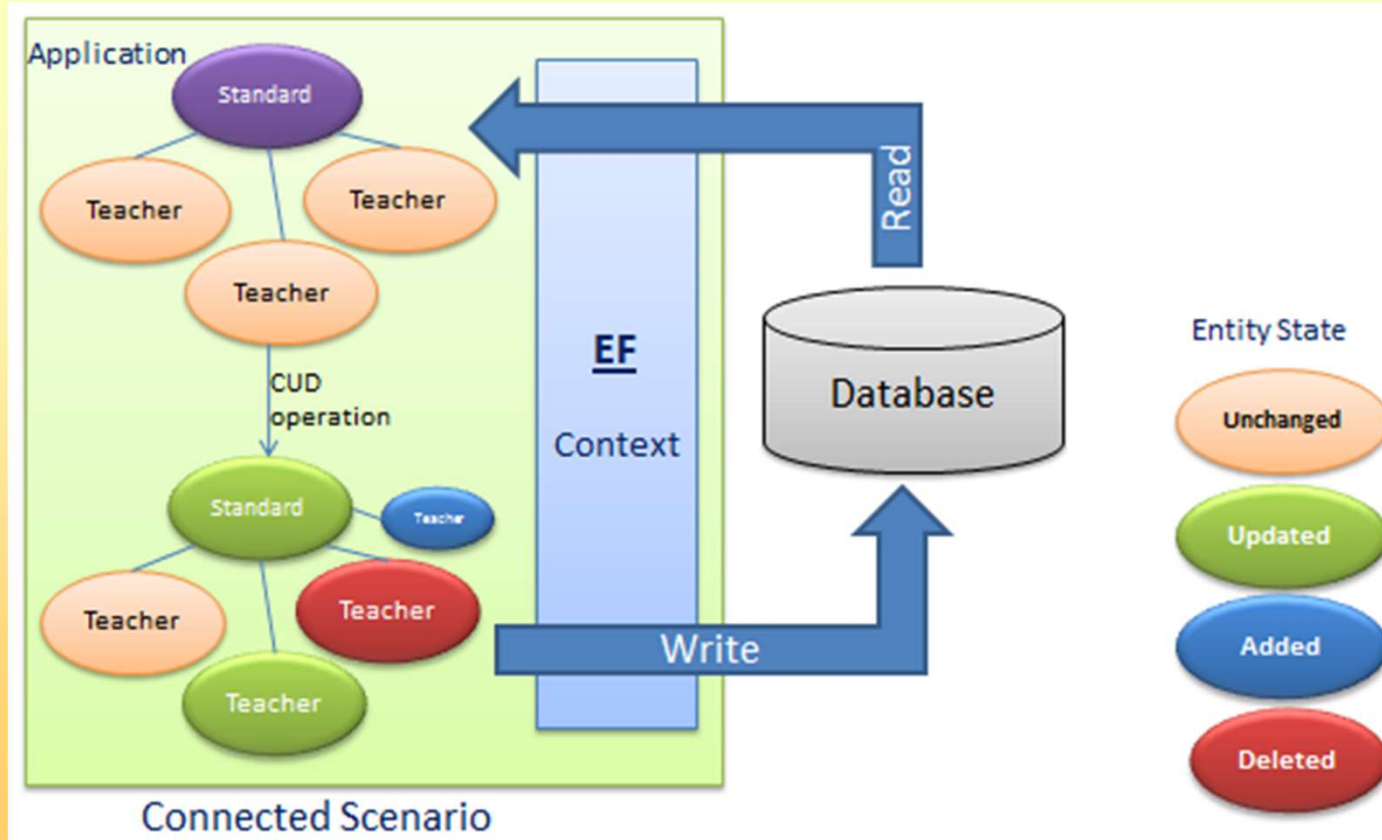 Application
Standard
Teacher
Teacher
Teacher
CUD
operation
Standard
Teacher
Teacher
Teacher
Teacher
EF
Context
Read
Database
Write
Connected Scenario
Entity State
Unchanged
Updated
Added
Deleted